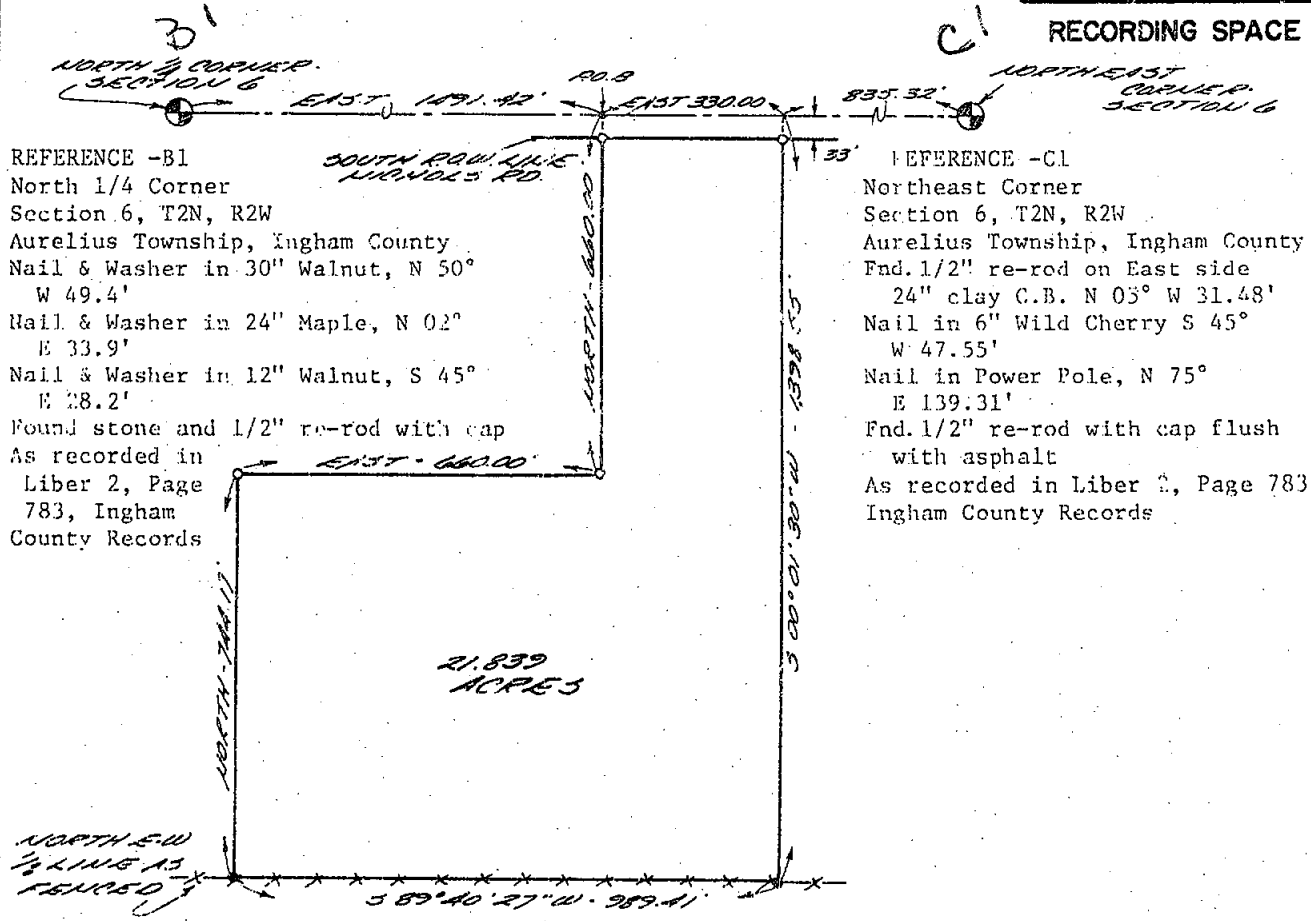 B1
C1
RECORDING SPACE
NORTH 1/4 CORNER
SECTION 6
P.O.B
NORTHEAST
CORNER
SECTION 6
EAST 1491.42'
EAST 330.00
835.32'
33'
SOUTH R.O.W. LINE
NICHOLS RD.
REFERENCE -B1
North 1/4 Corner
Section 6, T2N, R2W
Aurelius Township, Ingham County
Nail & Washer in 30" Walnut, N 50°
W 49.4'
Nail & Washer in 24" Maple, N 02°
E 33.9'
Nail & Washer in 12" Walnut, S 45°
E 28.2'
Found stone and 1/2" re-rod with cap
As recorded in
Liber 2, Page
783, Ingham
County Records
REFERENCE -C1
Northeast Corner
Section 6, T2N, R2W
Aurelius Township, Ingham County
Fnd. 1/2" re-rod on East side
24" clay C.B. N 03° W 31.48'
Nail in 6" Wild Cherry S 45°
W 47.55'
Nail in Power Pole, N 75°
E 139.31'
Fnd. 1/2" re-rod with cap flush
with asphalt
As recorded in Liber 2, Page 783
Ingham County Records
NORTH-660.00
EAST - 660.00'
S 00°10'30"W - 1398.53'
NORTH-744.17'
21.839
ACRES
NORTH E-W
LINE AS
FENCED
S 89°40'27"W - 989.41'